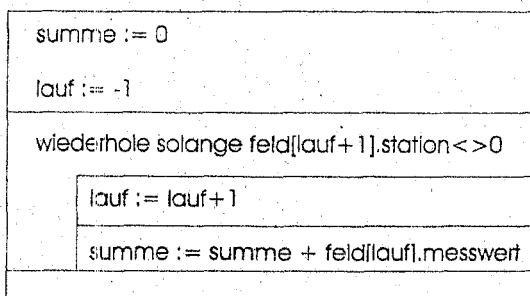 summe := 0
lauf := -1
wiederhole solange feld[lauf+1].station<>0
lauf := lauf+1
summe := summe + feld[lauf].messwert